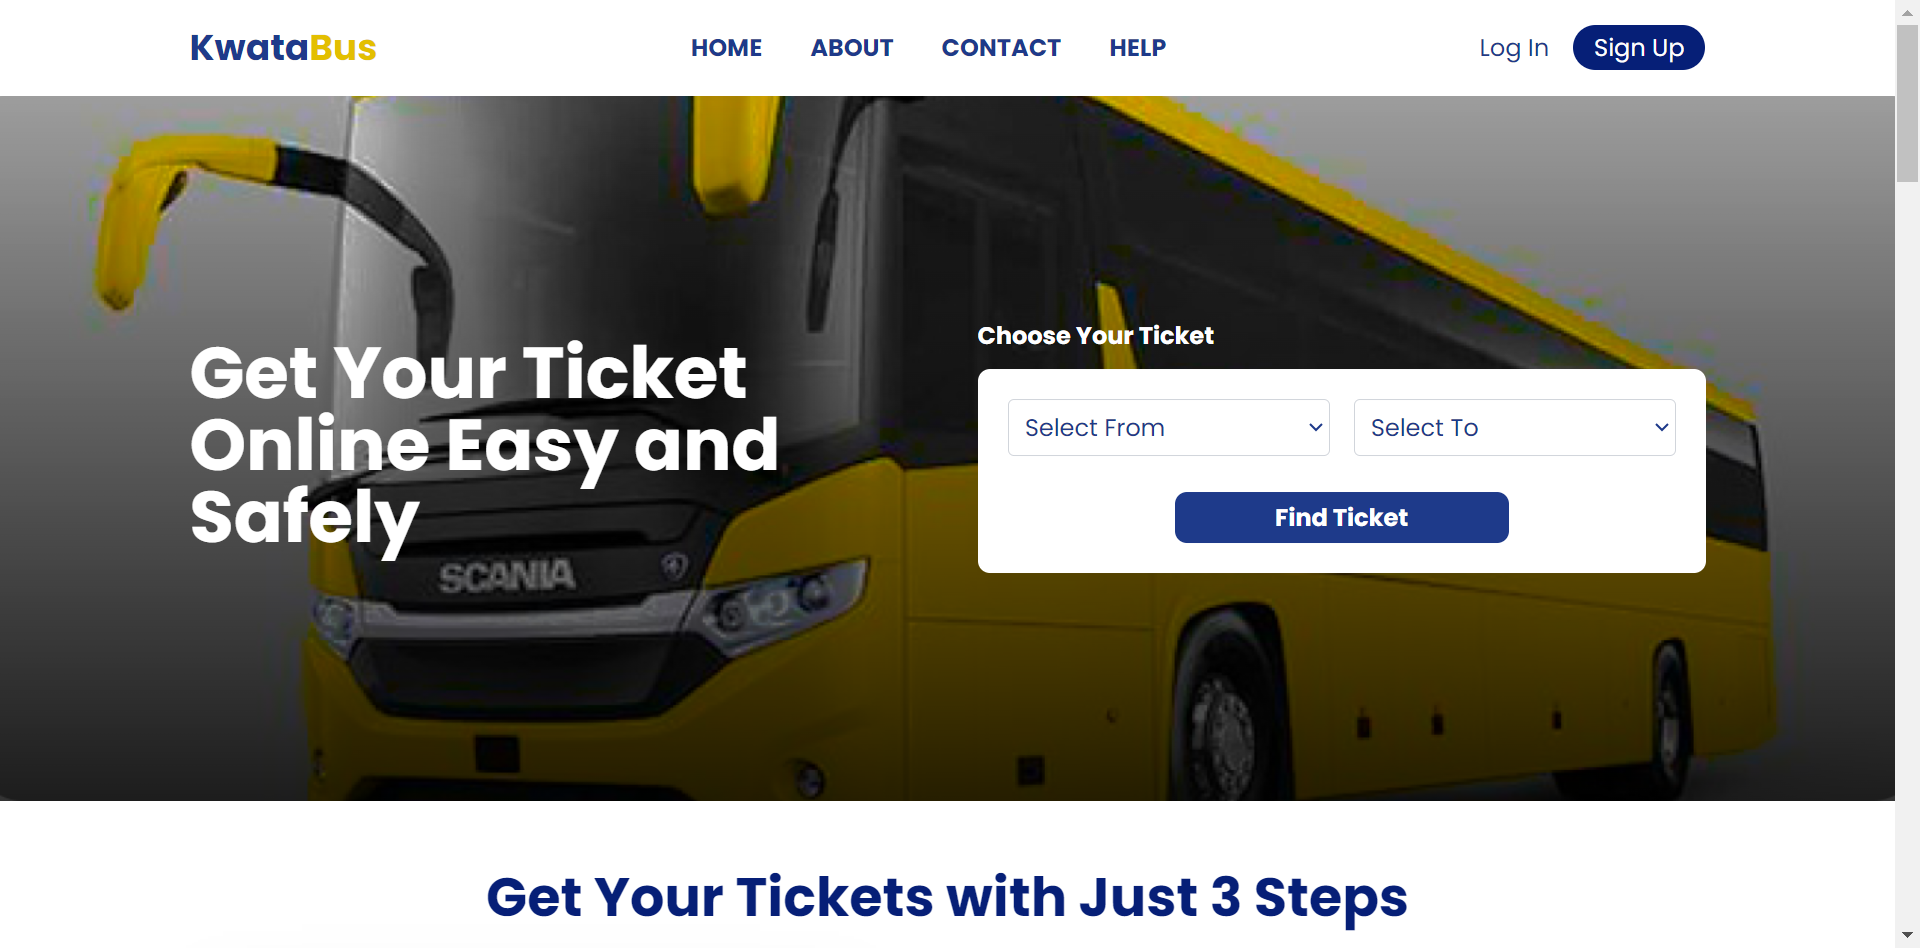 KwataBus
HOME ABOUT CONTACT HELP
Log In Sign Up
Get Your Ticket
Online Easy and
Safely
Choose Your Ticket
Select From Select To
Find Ticket
SCANIA
Get Your Tickets with Just 3 Steps